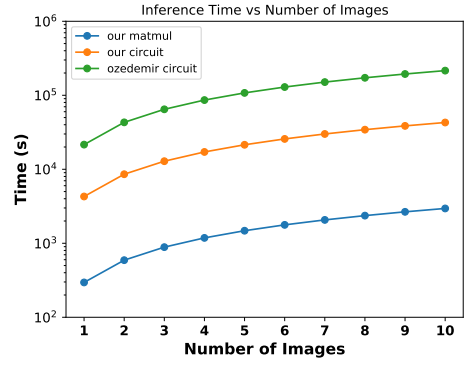 Inference Time vs Number of Images
our matmul
our circuit
ozedemir circuit
Time (s)
10^6
10^5
10^4
10^3
10^2
1 2 3 4 5 6 7 8 9 10
Number of Images